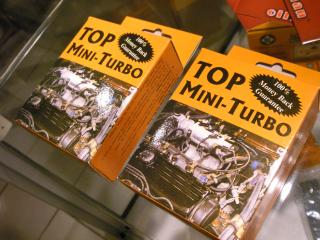 TOP
MINI-TURBO
100%
Money Back
Guarantee
TOP
MINI-TURBO
100%
Money Back
Guarantee